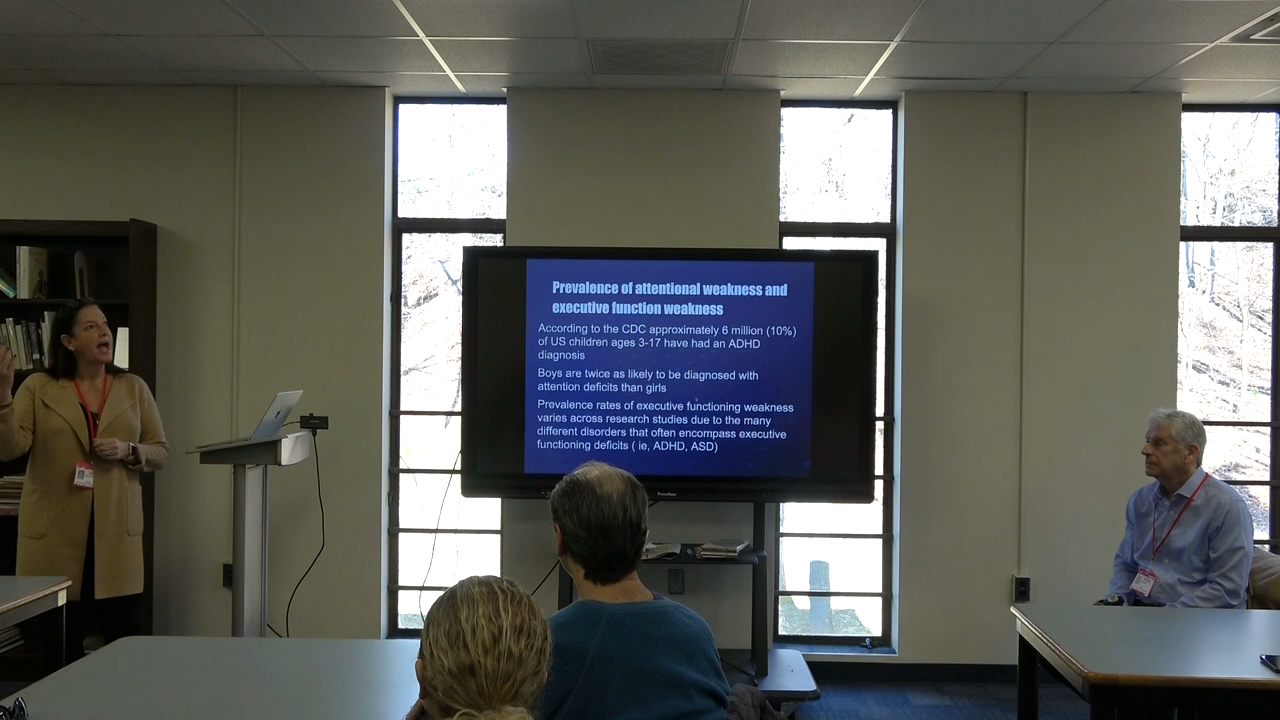 Prevalence of attentional weakness and
executive function weakness
According to the CDC approximately 6 million (10%)
of US children ages 3-17 have had an ADHD
diagnosis
Boys are twice as likely to be diagnosed with
attention deficits than girls
Prevalence rates of executive functioning weakness
varies across research studies due to the many
different disorders that often encompass executive
functioning deficits ( ie, ADHD, ASD)